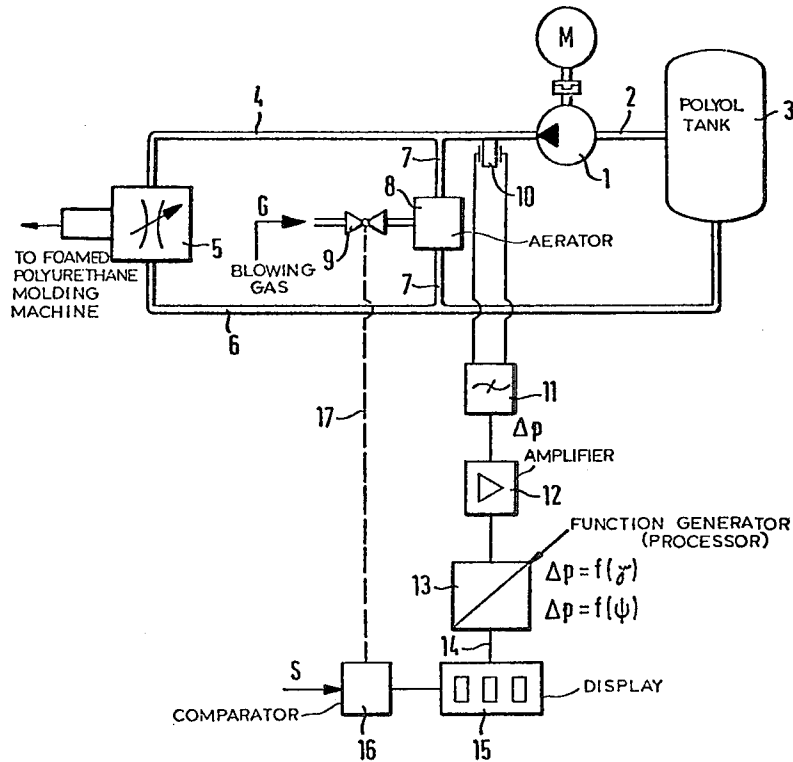 M
4
2
POLYOL
TANK
3
7
10
1
8
G
9
AERATOR
BLOWING
GAS
5
TO FOAMED
POLYURETHANE
MOLDING
MACHINE
7
6
11
Δp
17
AMPLIFIER
12
FUNCTION GENERATOR
(PROCESSOR)
13
Δp = f(γ)
Δp = f(ψ)
14
S
DISPLAY
COMPARATOR
16
15